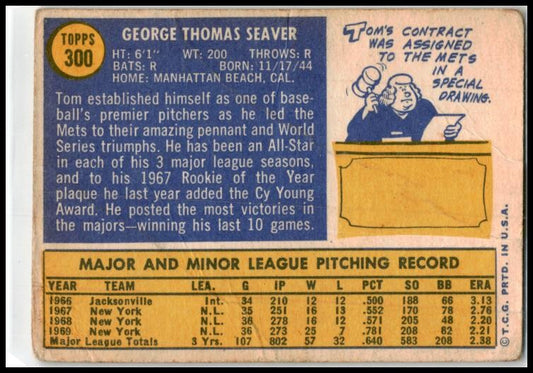 TOPPS
300
GEORGE THOMAS SEAVER
HT: 6'1" WT: 200 THROWS: R
BATS: R BORN: 11/17/44
HOME: MANHATTAN BEACH, CAL.
Tom established himself as one of base-
ball's premier pitchers as he led the
Mets to their amazing pennant and World
Series triumphs. He has been an All-Star
in each of his 3 major league seasons,
and to his 1967 Rookie of the Year
plaque he last year added the Cy Young
Award. He posted the most victories in
the majors—winning his last 10 games.
TOM'S CONTRACT
WAS ASSIGNED
TO THE METS
IN A
SPECIAL
DRAWING.
MAJOR AND MINOR LEAGUE PITCHING RECORD
YEAR TEAM LEA. G IP W L PCT SO BB ERA
1966 Jacksonville Int. 34 210 12 12 .500 188 66 3.13
1967 New York N.L. 35 251 16 13 .552 170 78 2.76
1968 New York N.L. 36 278 16 12 .571 205 48 2.20
1969 New York N.L. 36 273 25 7 .781 208 82 2.21
Major League Totals 3 Yrs. 107 802 57 32 .640 583 208 2.38
© T.C.G. PRTD. IN U.S.A.